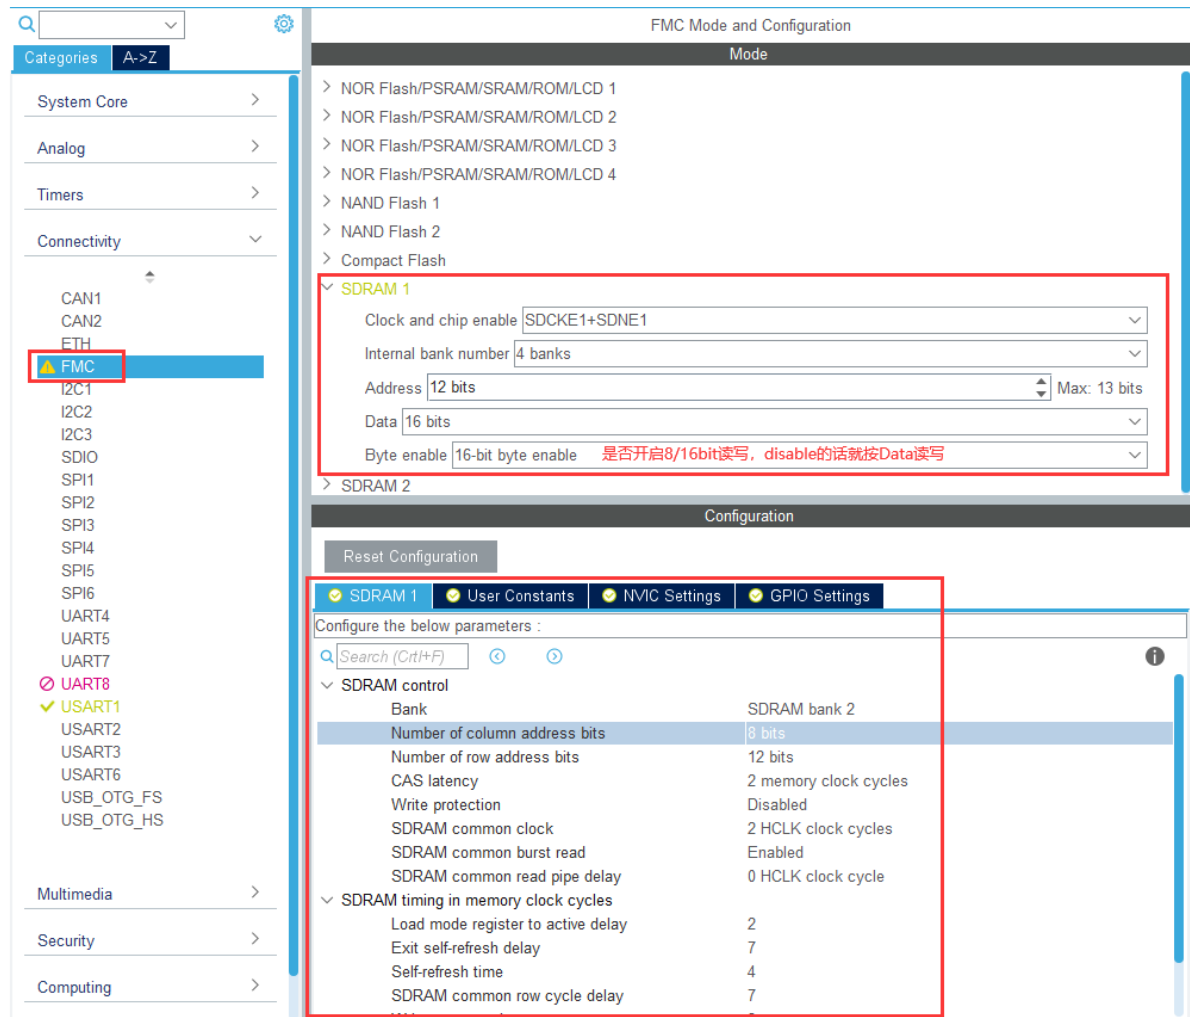 Categories
A->Z
System Core
Analog
Timers
Connectivity
CAN1
CAN2
ETH
FMC
I2C1
I2C2
I2C3
SDIO
SPI1
SPI2
SPI3
SPI4
SPI5
SPI6
UART4
UART5
UART7
UART8
USART1
USART2
USART3
USART6
USB_OTG_FS
USB_OTG_HS
Multimedia
Security
Computing
FMC Mode and Configuration
Mode
NOR Flash/PSRAM/SRAM/ROM/LCD 1
NOR Flash/PSRAM/SRAM/ROM/LCD 2
NOR Flash/PSRAM/SRAM/ROM/LCD 3
NOR Flash/PSRAM/SRAM/ROM/LCD 4
NAND Flash 1
NAND Flash 2
Compact Flash
SDRAM 1
Clock and chip enable SDCKE1+SDNE1
Internal bank number 4 banks
Address 12 bits Max: 13 bits
Data 16 bits
Byte enable 16-bit byte enable 是否开启8/16bit读写，disable的话就按Data读写
SDRAM 2
Configuration
Reset Configuration
SDRAM 1 User Constants NVIC Settings GPIO Settings
Configure the below parameters :
Search (Crtl+F)
SDRAM control
Bank SDRAM bank 2
Number of column address bits 8 bits
Number of row address bits 12 bits
CAS latency 2 memory clock cycles
Write protection Disabled
SDRAM common clock 2 HCLK clock cycles
SDRAM common burst read Enabled
SDRAM common read pipe delay 0 HCLK clock cycle
SDRAM timing in memory clock cycles
Load mode register to active delay 2
Exit self-refresh delay 7
Self-refresh time 4
SDRAM common row cycle delay 7